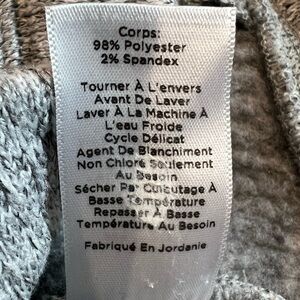 Corps:
98% Polyester
2% Spandex
Tourner À L'envers
Avant De Laver
Laver À La Machine À
L'eau Froide
Cycle Délicat
Agent De Blanchiment
Non Chloré Seulement
Au Besoin
Sécher Par Culcutage À
Basse Température
Repasser À Basse
Température Au Besoin
Fabriqué En Jordanie